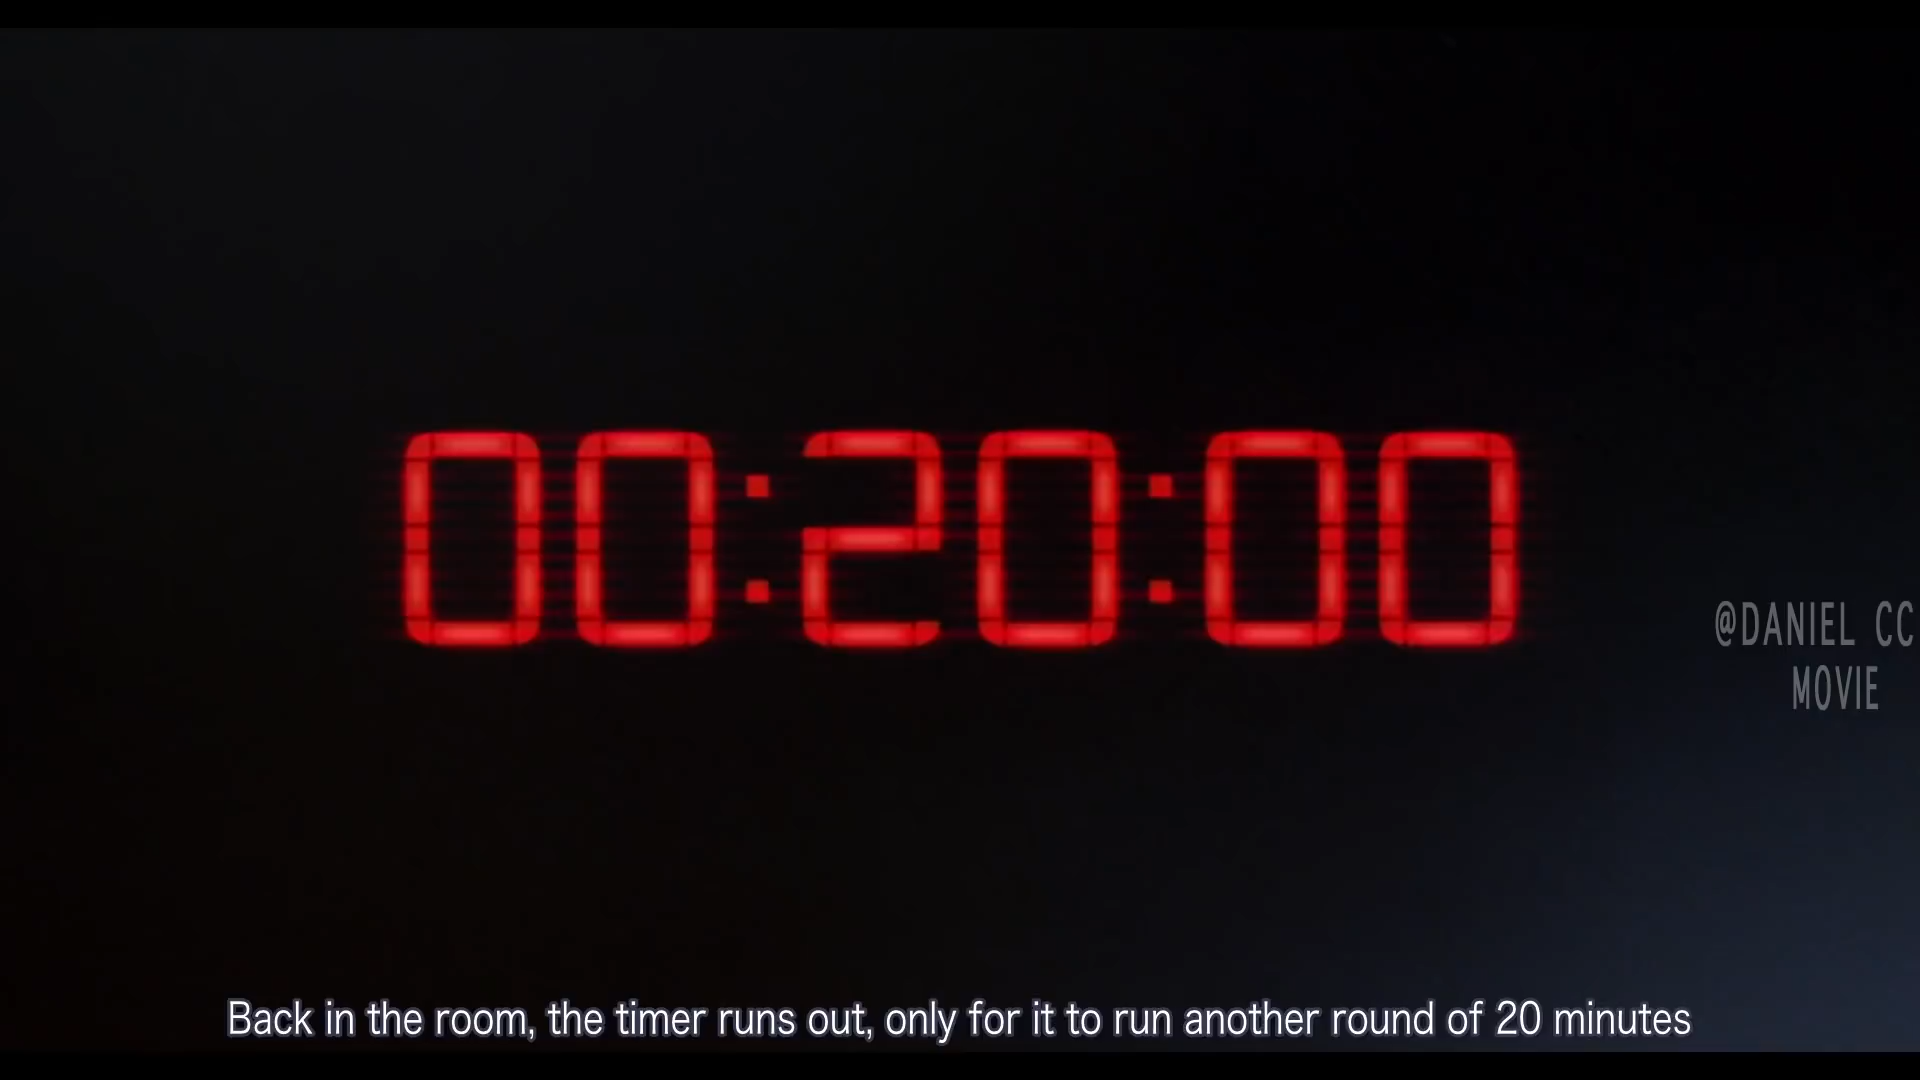 00:20:00
@DANIEL CC
MOVIE
Back in the room, the timer runs out, only for it to run another round of 20 minutes